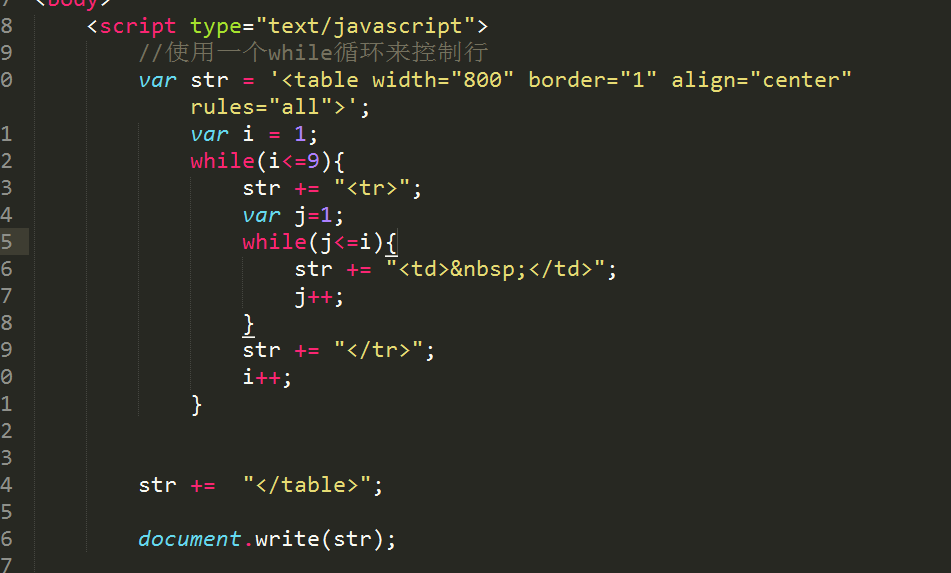 7 <body>
8 <script type="text/javascript">
9 //使用一个while循环来控制行
0 var str = '<table width="800" border="1" align="center"
rules="all">';
1 var i = 1;
2 while(i<=9){
3 str += "<tr>";
4 var j=1;
5 while(j<=i){
6 str += "<td>&nbsp;</td>";
7 j++;
8 }
9 str += "</tr>";
0 i++;
1 }
2
3
4 str += "</table>";
5
6 document.write(str);
7